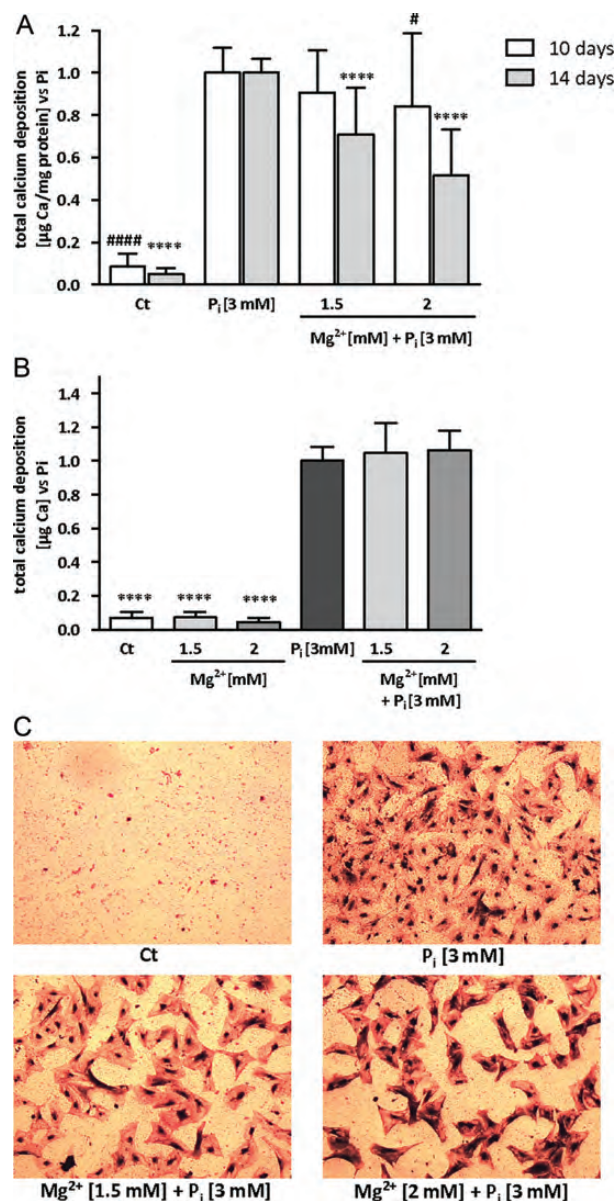 A
total calcium deposition
[µg Ca/mg protein] vs Pi
1.2
1.0
0.8
0.6
0.4
0.2
0.0
10 days
14 days
####
****
****
#
****
Ct
Pᵢ [3 mM]
1.5
2
Mg²⁺[mM] + Pᵢ [3 mM]
B
total calcium deposition
[µg Ca] vs Pi
1.4
1.2
1.0
0.8
0.6
0.4
0.2
0.0
****
****
****
Ct
1.5
2
Pᵢ[3mM]
1.5
2
Mg²⁺[mM]
Mg²⁺[mM]
+ Pᵢ[3 mM]
C
Ct
Pᵢ [3 mM]
Mg²⁺ [1.5 mM] + Pᵢ [3 mM]
Mg²⁺ [2 mM] + Pᵢ [3 mM]